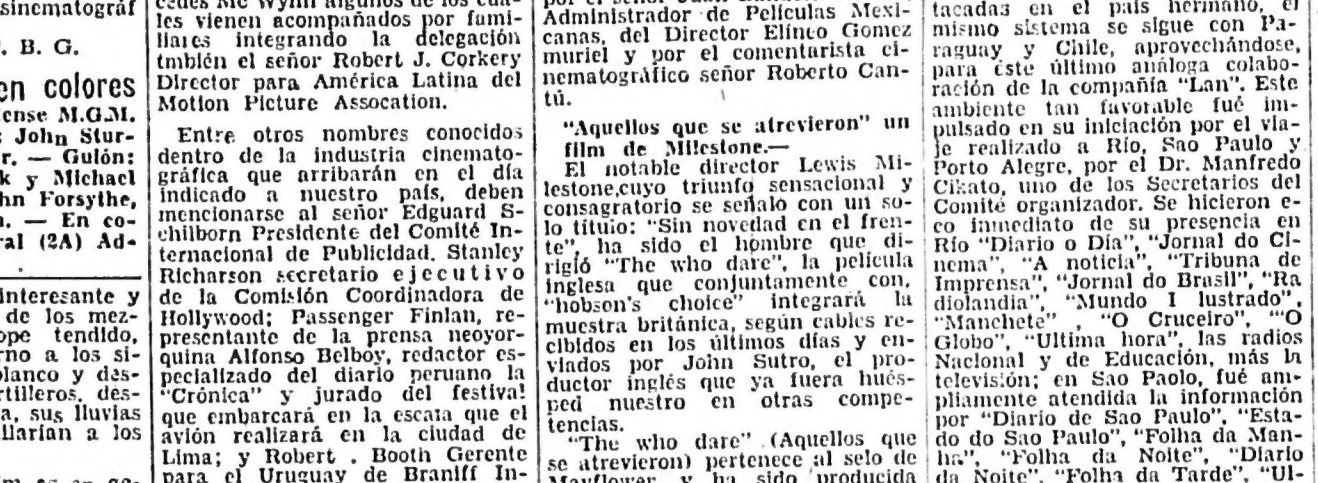 sinematográf
. B. G.
en colores
ense M.G.M.
: John Stur-
r. — Guión:
k y Michael
hn Forsythe,
n. — En co-
ral (2A) Ad-
interesante y
de los mez-
ope tendido,
rno a los si-
blanco y des-
rtilleros, des-
a, sus lluvias
llarian a los
les vienen acompañados por fami-
liares integrando la delegación
tmbién el señor Robert J. Corkery
Director para América Latina del
Motion Picture Assocation.
Entre otros nombres conocidos
dentro de la industria cinemato-
gráfica que arribarán en el día
indicado a nuestro país, deben
mencionarse al señor Edguard S-
chilborn Presidente del Comité In-
ternacional de Publicidad. Stanley
Richarson secretario ejecutivo
de la Comisión Coordinadora de
Hollywood; Passenger Finlan, re-
presentante de la prensa neoyor-
quina Alfonso Belboy, redactor es-
pecializado del diario peruano la
"Crónica" y jurado del festival
que embarcará en la escata que el
avión realizará en la ciudad de
Lima; y Robert . Booth Gerente
para el Uruguay de Braniff In-
Administrador de Películas Mexi-
canas, del Director Elinco Gomez
muriel y por el comentarista ci-
nematográfico señor Roberto Can-
tú.
"Aquellos que se atrevieron" un
film de Milestone.—
El notable director Lewis Mi-
lestone,cuyo triunfo sensacional y
consagratorio se señalo con un so-
lo título: "Sin novedad en el fren-
te", ha sido el hombre que di-
rigió "The who dare", la película
inglesa que conjuntamente con,
"hobson's choice" integrará la
muestra británica, según cables re-
cibidos en los últimos días y en-
viados por John Sutro, el pro-
ductor inglés que ya fuera hués-
ped nuestro en otras compe-
tencias.
"The who dare" (Aquellos que
se atrevieron) pertenece al selo de
Mayflower y ha sido producida
tacadas en el país hermano, el
mismo sistema se sigue con Pa-
raguay y Chile, aprovechándose,
para éste último análoga colabo-
ración de la compañía "Lan". Este
ambiente tan favorable fué im-
pulsado en su iniciación por el via-
je realizado a Río, Sao Paulo y
Porto Alegre, por el Dr. Manfredo
Cikato, uno de los Secretarios del
Comité organizador. Se hicieron e-
co inmediato de su presencia en
Río "Diario o Día", "Jornal do Ci-
nema", "A noticia", "Tribuna de
Imprensa", "Jornal do Brasil", "Ra
diolandia", "Mundo I lustrado",
"Manchete" , "O Cruceiro", ""O
Globo", "Ultima hora", las radios
Nacional y de Educación, más la
televisión; en Sao Paolo, fué am-
pliamente atendida la información
por "Diario de Sao Paulo", "Esta-
do do Sao Paulo", "Folha da Man-
ha", "Folha da Noite", "Diario
da Noite", "Folha da Tarde", "Ul-